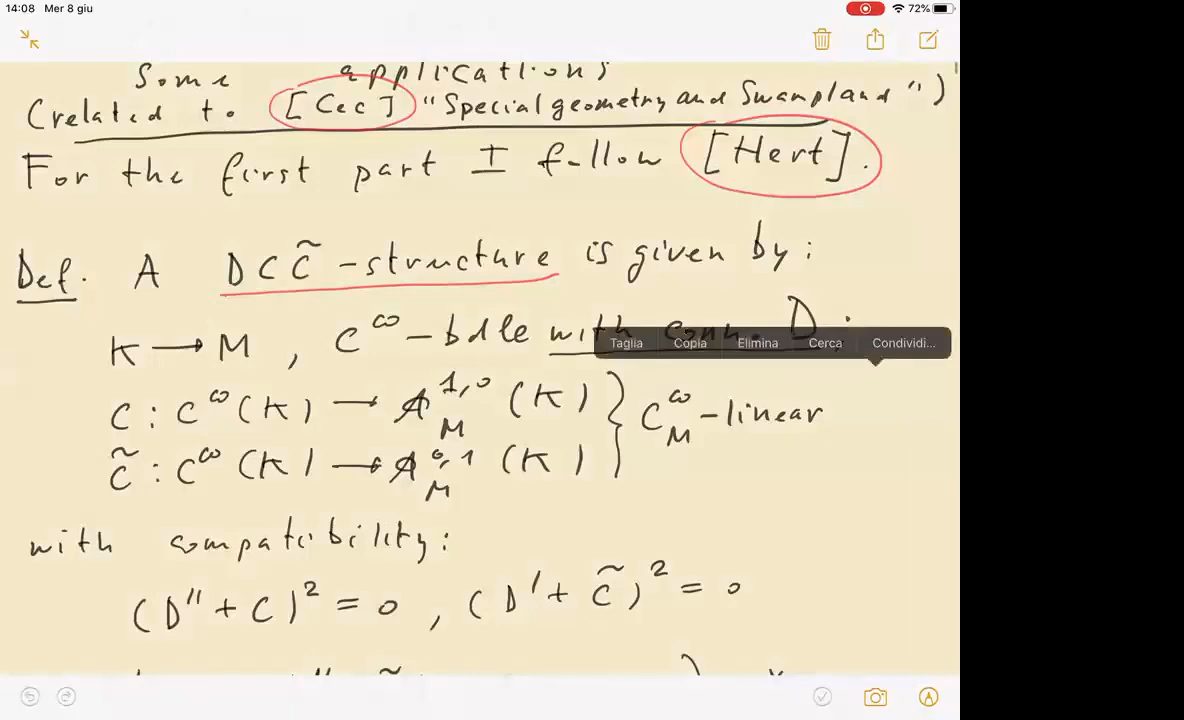 14:08 Mer 8 giu 72%
Some applications
(related to [Cec] "Special geometry and Swampland")
For the first part I follow [Hert].
Def. A DCC̃-structure is given by:
K → M, C^∞-bdle with conn. D;
Taglia Copia Elimina Cerca Condividi...
C : C^∞(K) → A_M^{1,0}(K) } C_M^∞-linear
C̃ : C^∞(K) → A_M^{0,1}(K)
with compatibility:
(D'' + C)² = 0, (D' + C̃)² = 0